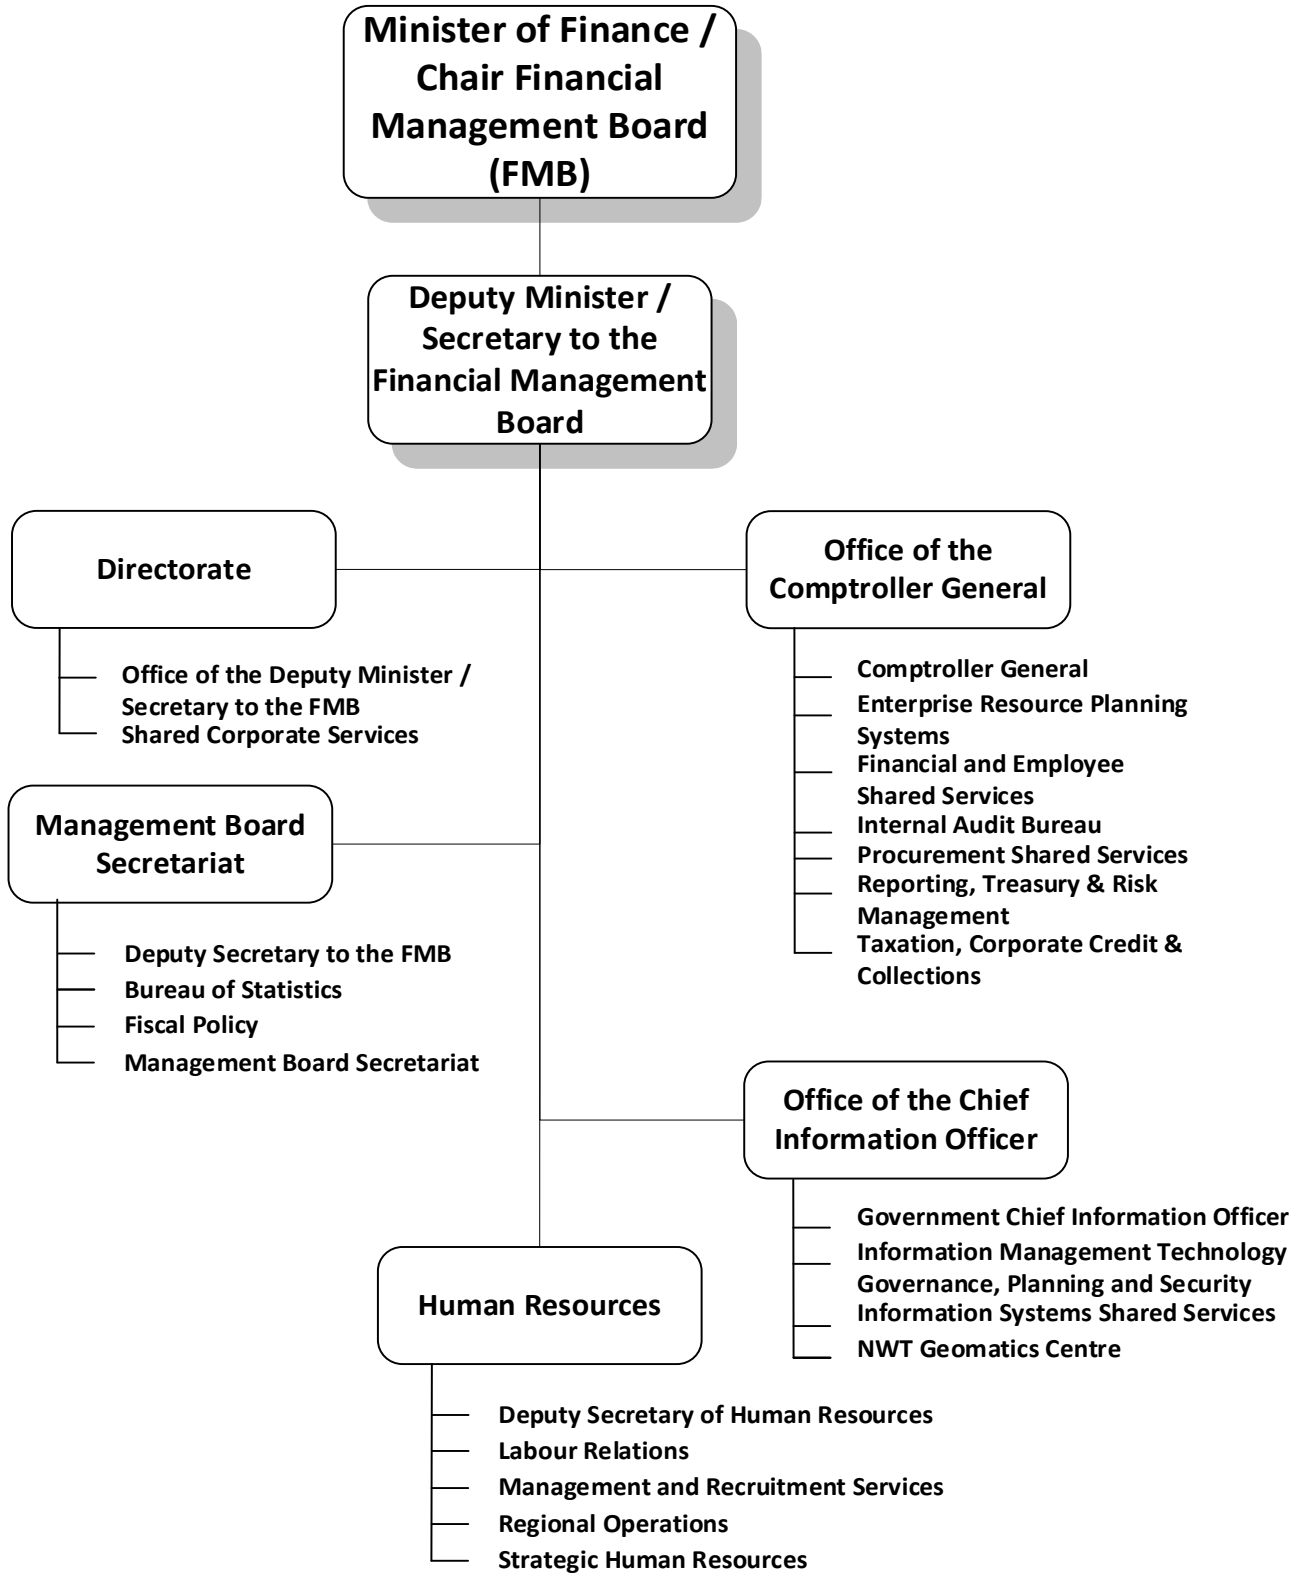 Minister of Finance /
Chair Financial
Management Board
(FMB)
Deputy Minister /
Secretary to the
Financial Management
Board
Directorate
Office of the Deputy Minister /
Secretary to the FMB
Shared Corporate Services
Office of the
Comptroller General
Comptroller General
Enterprise Resource Planning
Systems
Financial and Employee
Shared Services
Internal Audit Bureau
Procurement Shared Services
Reporting, Treasury & Risk
Management
Taxation, Corporate Credit &
Collections
Management Board
Secretariat
Deputy Secretary to the FMB
Bureau of Statistics
Fiscal Policy
Management Board Secretariat
Office of the Chief
Information Officer
Government Chief Information Officer
Information Management Technology
Governance, Planning and Security
Information Systems Shared Services
NWT Geomatics Centre
Human Resources
Deputy Secretary of Human Resources
Labour Relations
Management and Recruitment Services
Regional Operations
Strategic Human Resources